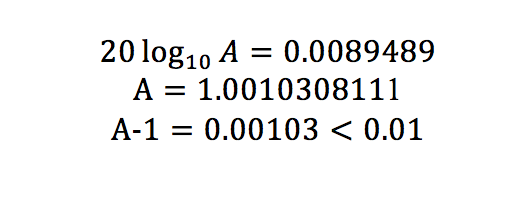 20 log₁₀ A = 0.0089489
A = 1.0010308111
A-1 = 0.00103 < 0.01